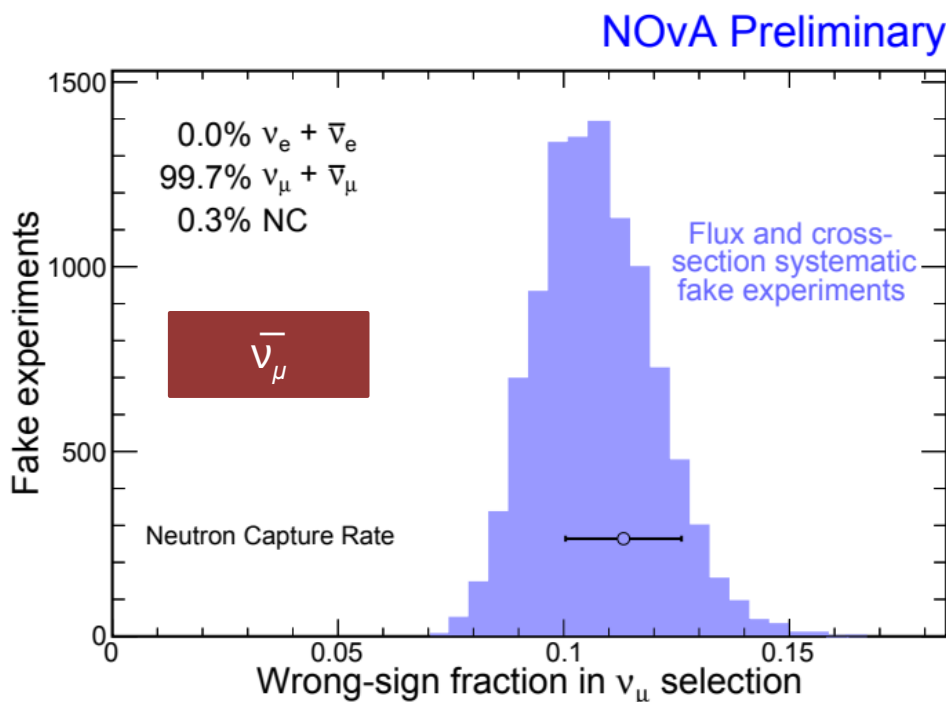 NOvA Preliminary
1500
1000
500
0
Fake experiments
0.0% νe + ν̅e
99.7% νμ + ν̅μ
0.3% NC
Flux and cross-
section systematic
fake experiments
ν̅μ
Neutron Capture Rate
0 0.05 0.1 0.15
Wrong-sign fraction in νμ selection